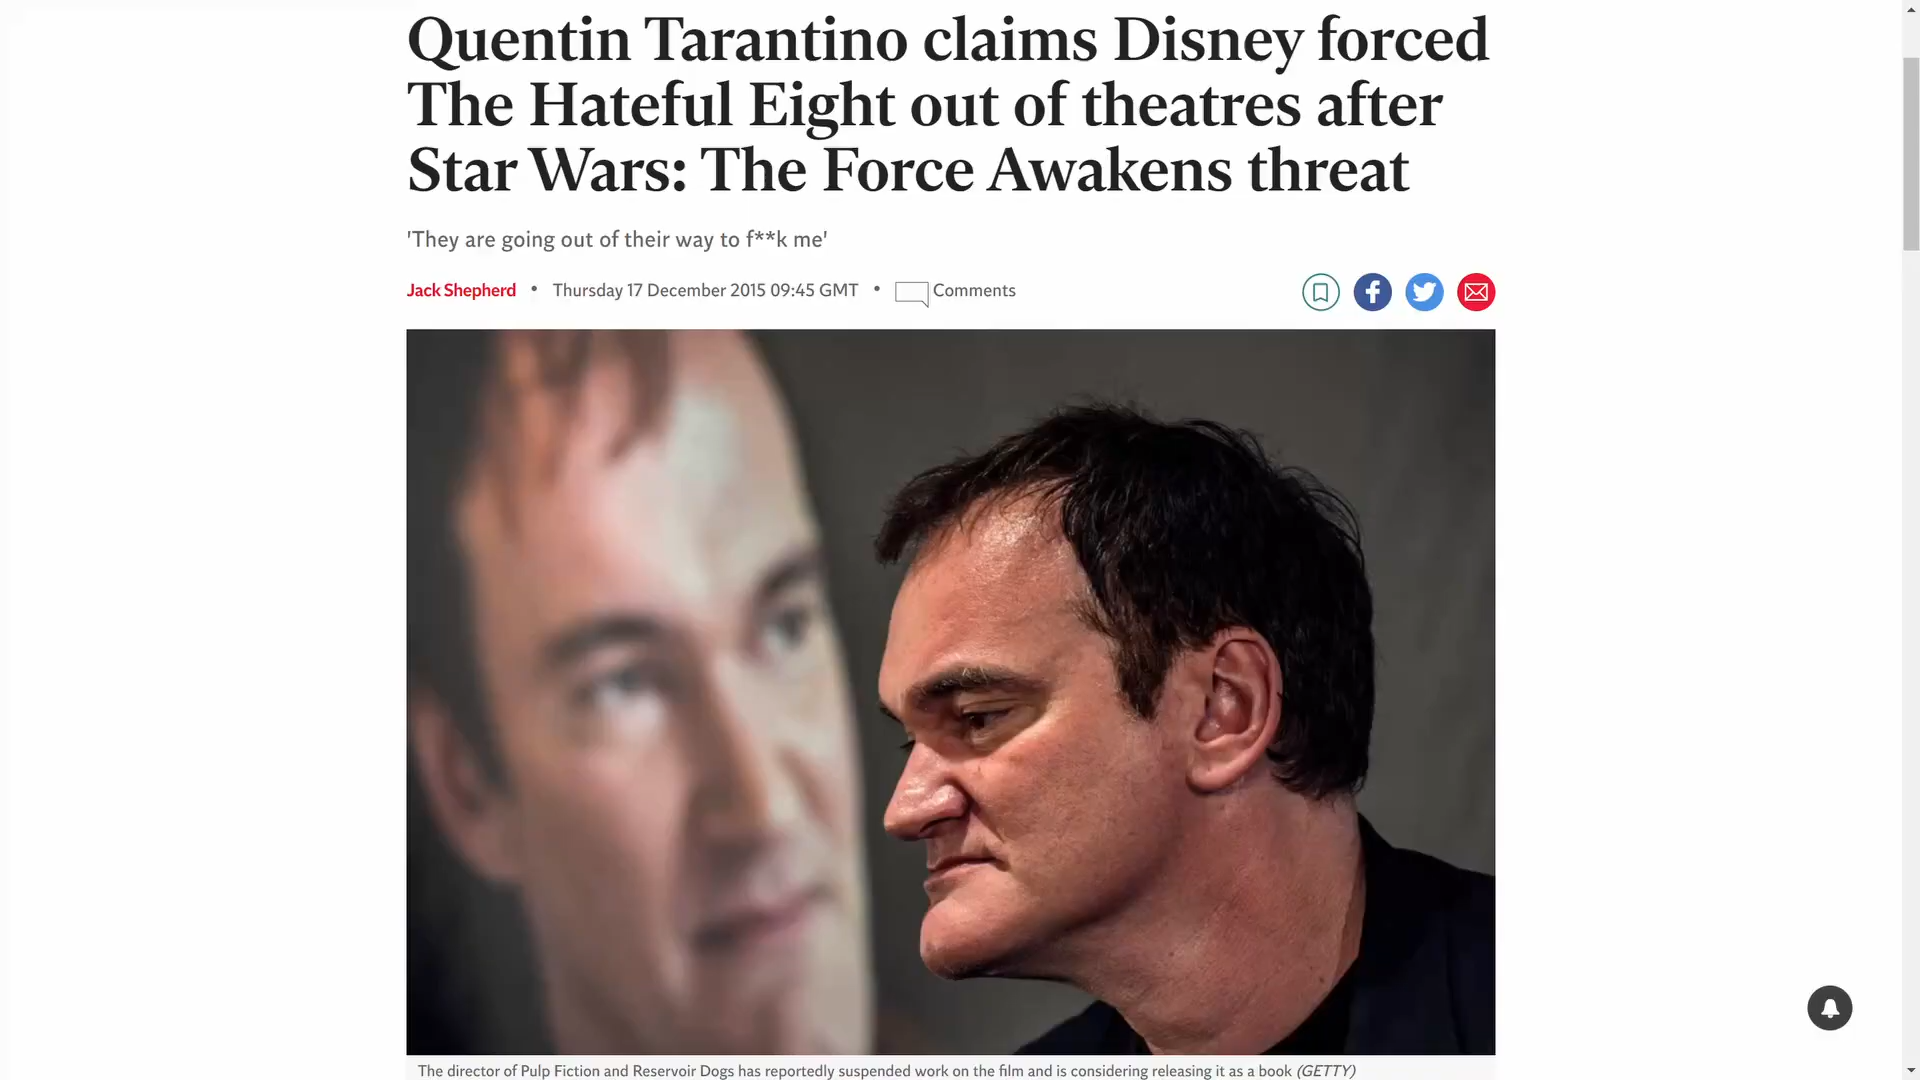 Quentin Tarantino claims Disney forced
The Hateful Eight out of theatres after
Star Wars: The Force Awakens threat
'They are going out of their way to f**k me'
Jack Shepherd • Thursday 17 December 2015 09:45 GMT • Comments
The director of Pulp Fiction and Reservoir Dogs has reportedly suspended work on the film and is considering releasing it as a book (GETTY)